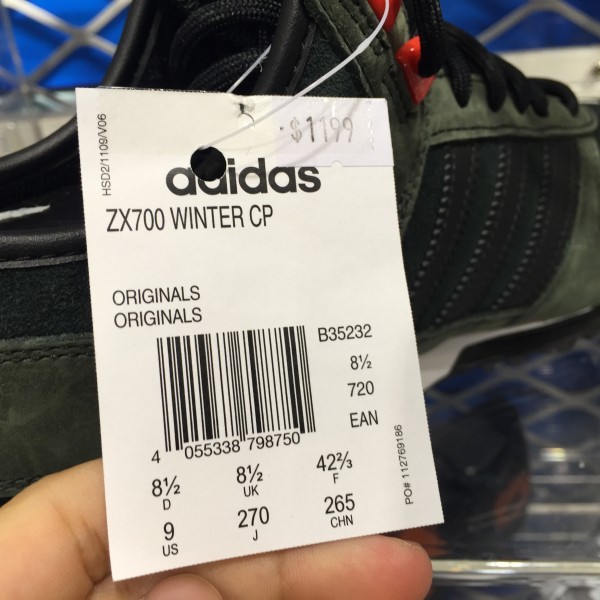 HSD2/1109/V06
$1199
adidas
ZX700 WINTER CP
ORIGINALS
ORIGINALS
B35232
8½
720
EAN
4 055338 798750
PO# 112769186
8½ 8½ 42⅔
D UK F
9 270 265
US J CHN